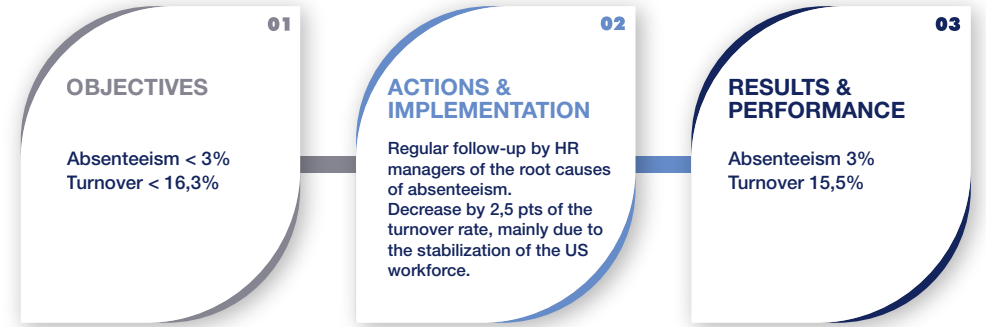 01
OBJECTIVES
Absenteeism < 3%
Turnover < 16,3%
02
ACTIONS &
IMPLEMENTATION
Regular follow-up by HR
managers of the root causes
of absenteeism.
Decrease by 2,5 pts of the
turnover rate, mainly due to
the stabilization of the US
workforce.
03
RESULTS &
PERFORMANCE
Absenteeism 3%
Turnover 15,5%